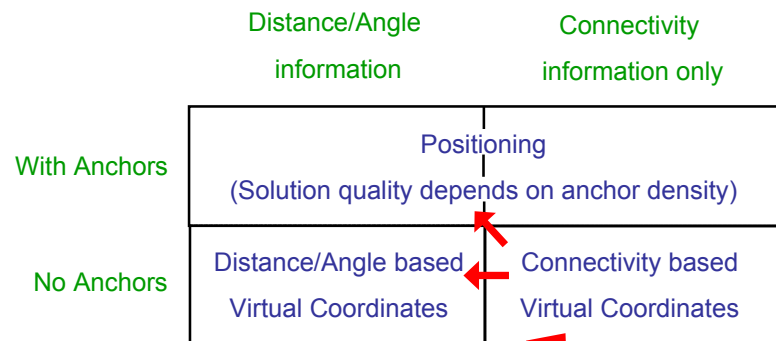 Distance/Angle
information
Connectivity
information only
With Anchors
Positioning
(Solution quality depends on anchor density)
No Anchors
Distance/Angle based
Virtual Coordinates
Connectivity based
Virtual Coordinates